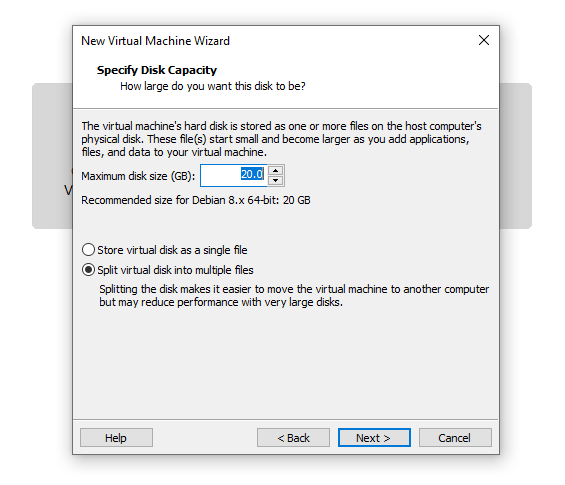 New Virtual Machine Wizard
Specify Disk Capacity
How large do you want this disk to be?
The virtual machine's hard disk is stored as one or more files on the host computer's
physical disk. These file(s) start small and become larger as you add applications,
files, and data to your virtual machine.
Maximum disk size (GB): 20.0
Recommended size for Debian 8.x 64-bit: 20 GB
Store virtual disk as a single file
Split virtual disk into multiple files
Splitting the disk makes it easier to move the virtual machine to another computer
but may reduce performance with very large disks.
Help < Back Next > Cancel